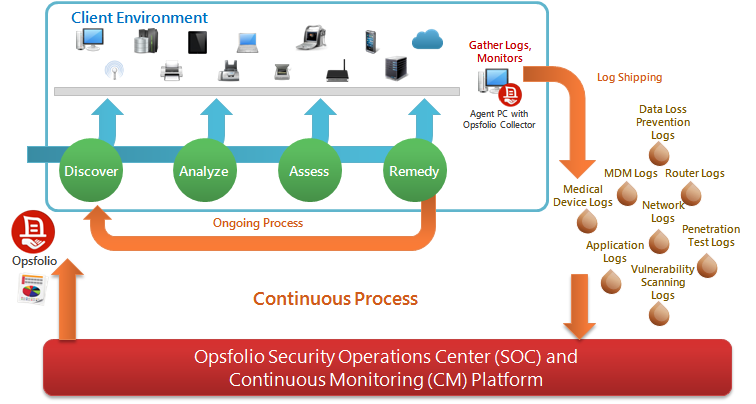 Client Environment
Gather Logs,
Monitors
Agent PC with
Opsfolio Collector
Log Shipping
Discover
Analyze
Assess
Remedy
Ongoing Process
Opsfolio
Data Loss
Prevention
Logs
MDM Logs
Router Logs
Medical
Device Logs
Network
Logs
Penetration
Test Logs
Application
Logs
Vulnerability
Scanning
Logs
Continuous Process
Opsfolio Security Operations Center (SOC) and
Continuous Monitoring (CM) Platform